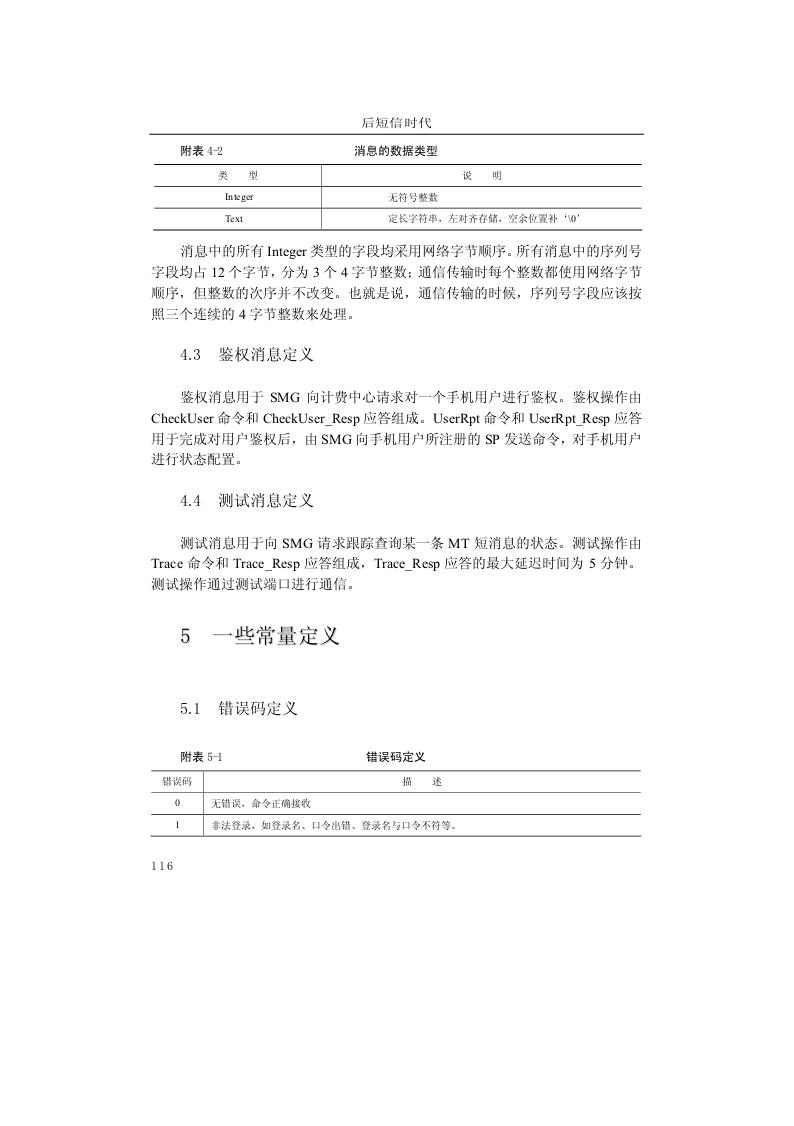 后短信时代
附表 4-2 消息的数据类型
类 型 说 明
Integer 无符号整数
Text 定长字符串，左对齐存储，空余位置补‘\0’
消息中的所有 Integer 类型的字段均采用网络字节顺序。所有消息中的序列号
字段均占 12 个字节，分为 3 个 4 字节整数；通信传输时每个整数都使用网络字节
顺序，但整数的次序并不改变。也就是说，通信传输的时候，序列号字段应该按
照三个连续的 4 字节整数来处理。
4.3 鉴权消息定义
鉴权消息用于 SMG 向计费中心请求对一个手机用户进行鉴权。鉴权操作由
CheckUser 命令和 CheckUser_Resp 应答组成。UserRpt 命令和 UserRpt_Resp 应答
用于完成对用户鉴权后，由 SMG 向手机用户所注册的 SP 发送命令，对手机用户
进行状态配置。
4.4 测试消息定义
测试消息用于向 SMG 请求跟踪查询某一条 MT 短消息的状态。测试操作由
Trace 命令和 Trace_Resp 应答组成，Trace_Resp 应答的最大延迟时间为 5 分钟。
测试操作通过测试端口进行通信。
5 一些常量定义
5.1 错误码定义
附表 5-1 错误码定义
错误码 描 述
0 无错误，命令正确接收
1 非法登录，如登录名、口令出错、登录名与口令不符等。
116